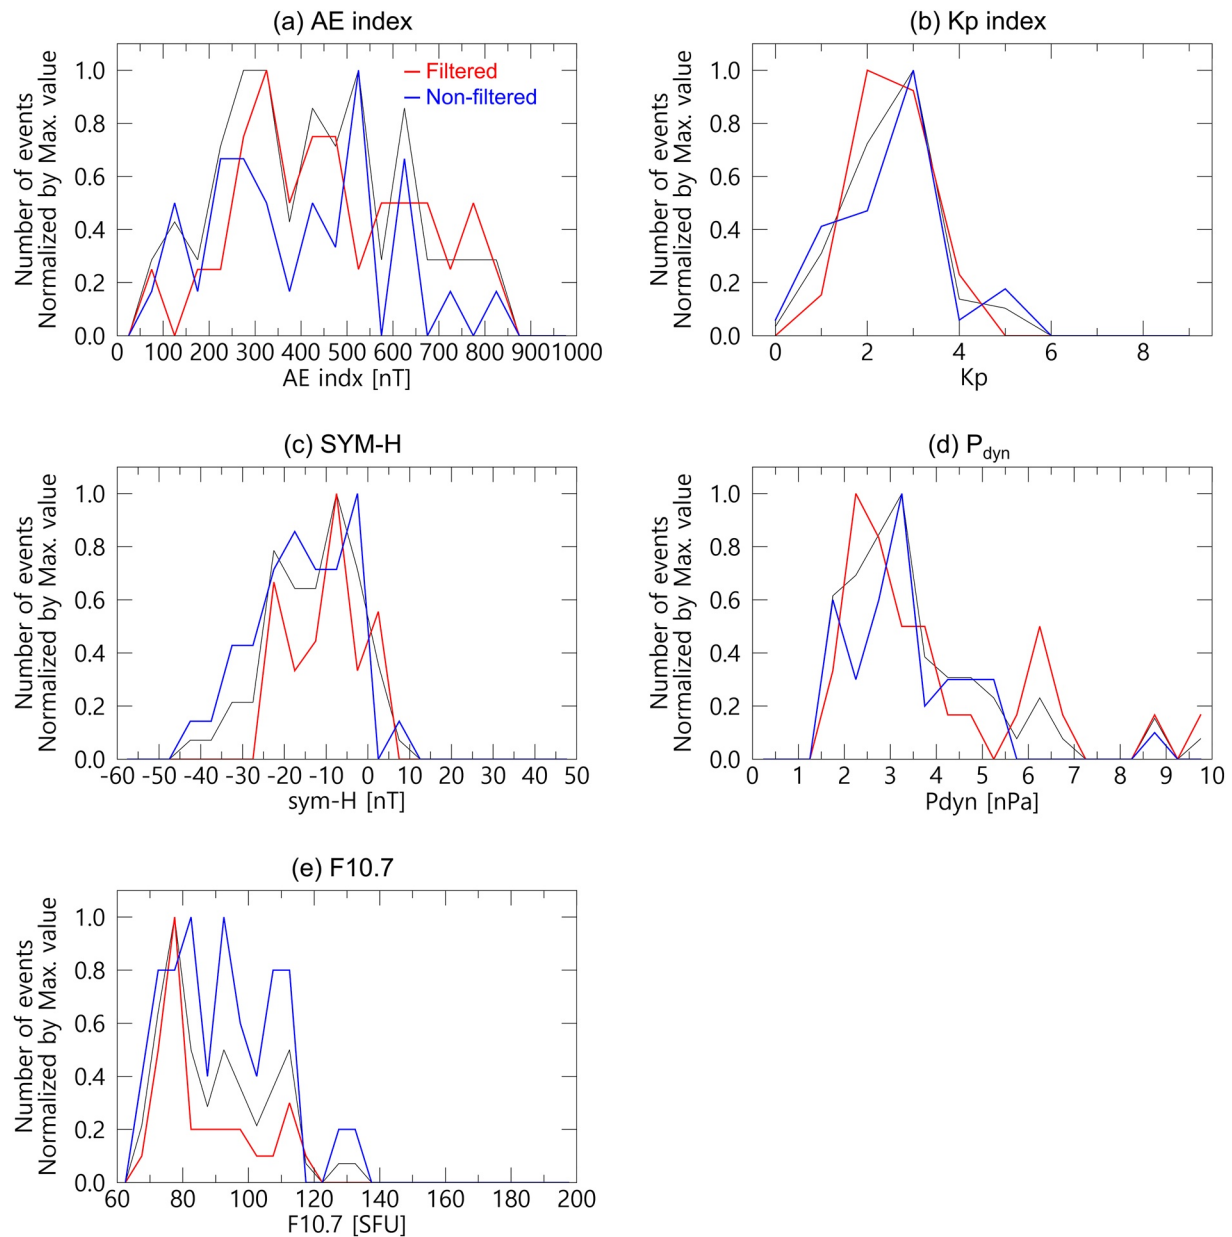 (a) AE index
Number of events
Normalized by Max. value
1.0
0.8
0.6
0.4
0.2
0.0
Filtered
Non-filtered
0 100 200 300 400 500 600 700 800 9001000
AE indx [nT]
(b) Kp index
Number of events
Normalized by Max. value
1.0
0.8
0.6
0.4
0.2
0.0
0 2 4 6 8
Kp
(c) SYM-H
Number of events
Normalized by Max. value
1.0
0.8
0.6
0.4
0.2
0.0
-60 -50 -40 -30 -20 -10 0 10 20 30 40 50
sym-H [nT]
(d) Pdyn
Number of events
Normalized by Max. value
1.0
0.8
0.6
0.4
0.2
0.0
0 1 2 3 4 5 6 7 8 9 10
Pdyn [nPa]
(e) F10.7
Number of events
Normalized by Max. value
1.0
0.8
0.6
0.4
0.2
0.0
60 80 100 120 140 160 180 200
F10.7 [SFU]